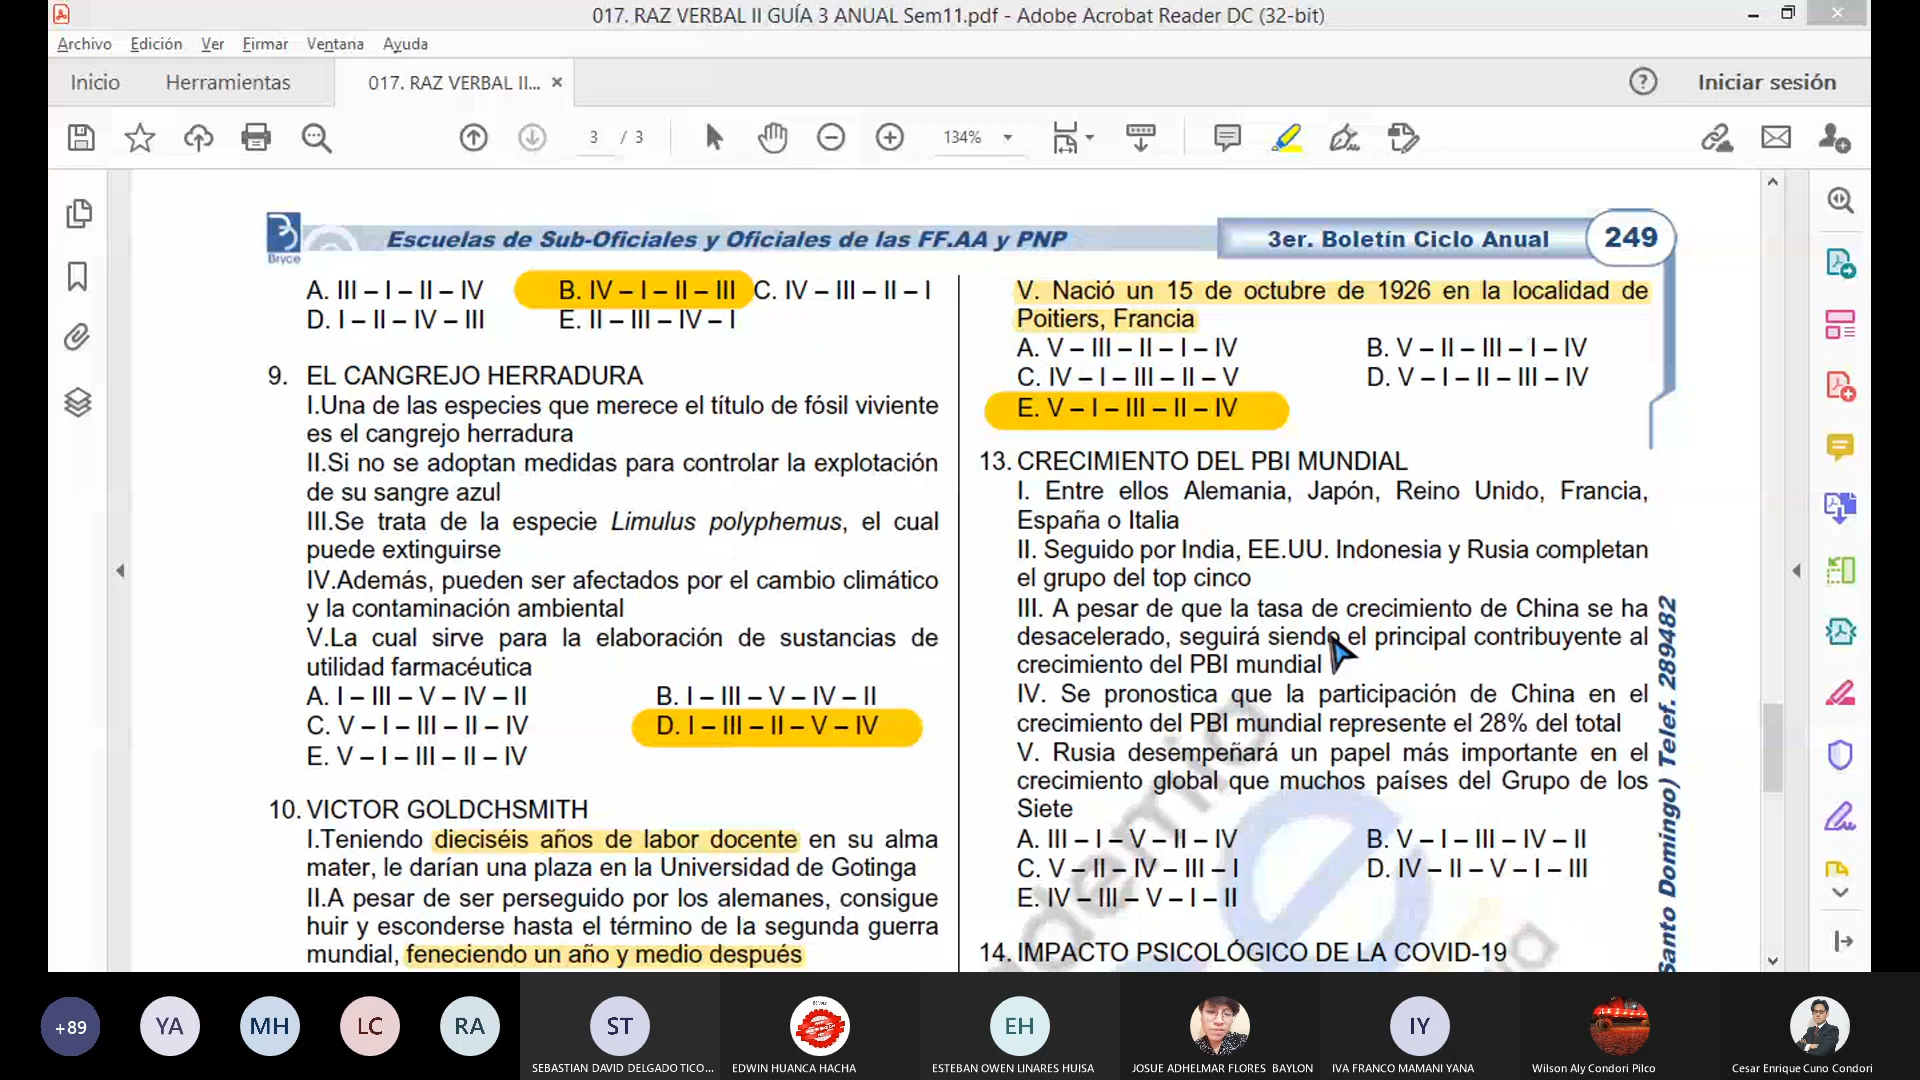 017. RAZ VERBAL II GUÍA 3 ANUAL Sem11.pdf - Adobe Acrobat Reader DC (32-bit)
Archivo Edición Ver Firmar Ventana Ayuda
Inicio Herramientas 017. RAZ VERBAL II... × Iniciar sesión
3 / 3 134%
Bryce
Escuelas de Sub-Oficiales y Oficiales de las FF.AA y PNP
3er. Boletín Ciclo Anual 249
A. III – I – II – IV B. IV – I – II – III C. IV – III – II – I
D. I – II – IV – III E. II – III – IV – I
9. EL CANGREJO HERRADURA
I.Una de las especies que merece el título de fósil viviente
es el cangrejo herradura
II.Si no se adoptan medidas para controlar la explotación
de su sangre azul
III.Se trata de la especie Limulus polyphemus, el cual
puede extinguirse
IV.Además, pueden ser afectados por el cambio climático
y la contaminación ambiental
V.La cual sirve para la elaboración de sustancias de
utilidad farmacéutica
A. I – III – V – IV – II B. I – III – V – IV – II
C. V – I – III – II – IV D. I – III – II – V – IV
E. V – I – III – II – IV
10. VICTOR GOLDCHSMITH
I.Teniendo dieciséis años de labor docente en su alma
mater, le darían una plaza en la Universidad de Gotinga
II.A pesar de ser perseguido por los alemanes, consigue
huir y esconderse hasta el término de la segunda guerra
mundial, feneciendo un año y medio después
V. Nació un 15 de octubre de 1926 en la localidad de
Poitiers, Francia
A. V – III – II – I – IV B. V – II – III – I – IV
C. IV – I – III – II – V D. V – I – II – III – IV
E. V – I – III – II – IV
13. CRECIMIENTO DEL PBI MUNDIAL
I. Entre ellos Alemania, Japón, Reino Unido, Francia,
España o Italia
II. Seguido por India, EE.UU. Indonesia y Rusia completan
el grupo del top cinco
III. A pesar de que la tasa de crecimiento de China se ha
desacelerado, seguirá siendo el principal contribuyente al
crecimiento del PBI mundial
IV. Se pronostica que la participación de China en el
crecimiento del PBI mundial represente el 28% del total
V. Rusia desempeñará un papel más importante en el
crecimiento global que muchos países del Grupo de los
Siete
A. III – I – V – II – IV B. V – I – III – IV – II
C. V – II – IV – III – I D. IV – II – V – I – III
E. IV – III – V – I – II
14. IMPACTO PSICOLÓGICO DE LA COVID-19
Santo Domingo) Telef. 289482
+89 YA MH LC RA ST EH IY
SEBASTIAN DAVID DELGADO TICO... EDWIN HUANCA HACHA ESTEBAN OWEN LINARES HUISA JOSUE ADHELMAR FLORES BAYLON IVA FRANCO MAMANI YANA Wilson Aly Condori Pilco Cesar Enrique Cuno Condori